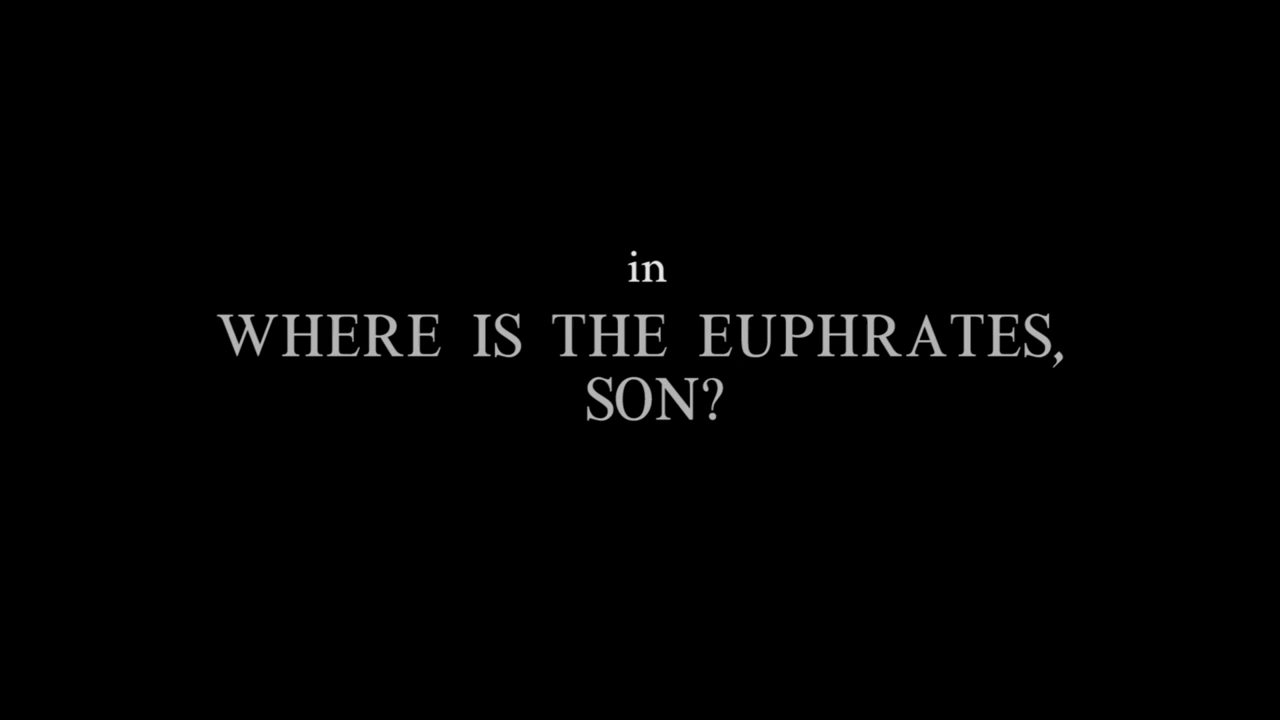 in
WHERE IS THE EUPHRATES,
SON?